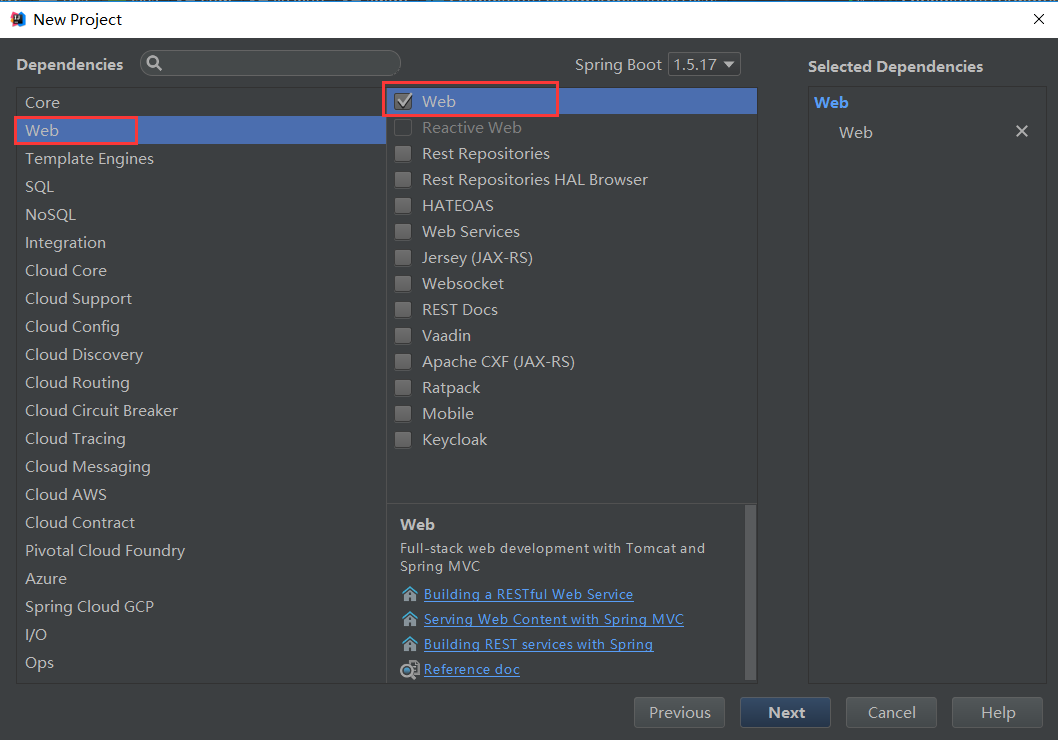 New Project
Dependencies
Spring Boot 1.5.17
Selected Dependencies
Core
Web
Template Engines
SQL
NoSQL
Integration
Cloud Core
Cloud Support
Cloud Config
Cloud Discovery
Cloud Routing
Cloud Circuit Breaker
Cloud Tracing
Cloud Messaging
Cloud AWS
Cloud Contract
Pivotal Cloud Foundry
Azure
Spring Cloud GCP
I/O
Ops
Web
Reactive Web
Rest Repositories
Rest Repositories HAL Browser
HATEOAS
Web Services
Jersey (JAX-RS)
Websocket
REST Docs
Vaadin
Apache CXF (JAX-RS)
Ratpack
Mobile
Keycloak
Web
Full-stack web development with Tomcat and
Spring MVC
Building a RESTful Web Service
Serving Web Content with Spring MVC
Building REST services with Spring
Reference doc
Web
Web
Previous
Next
Cancel
Help